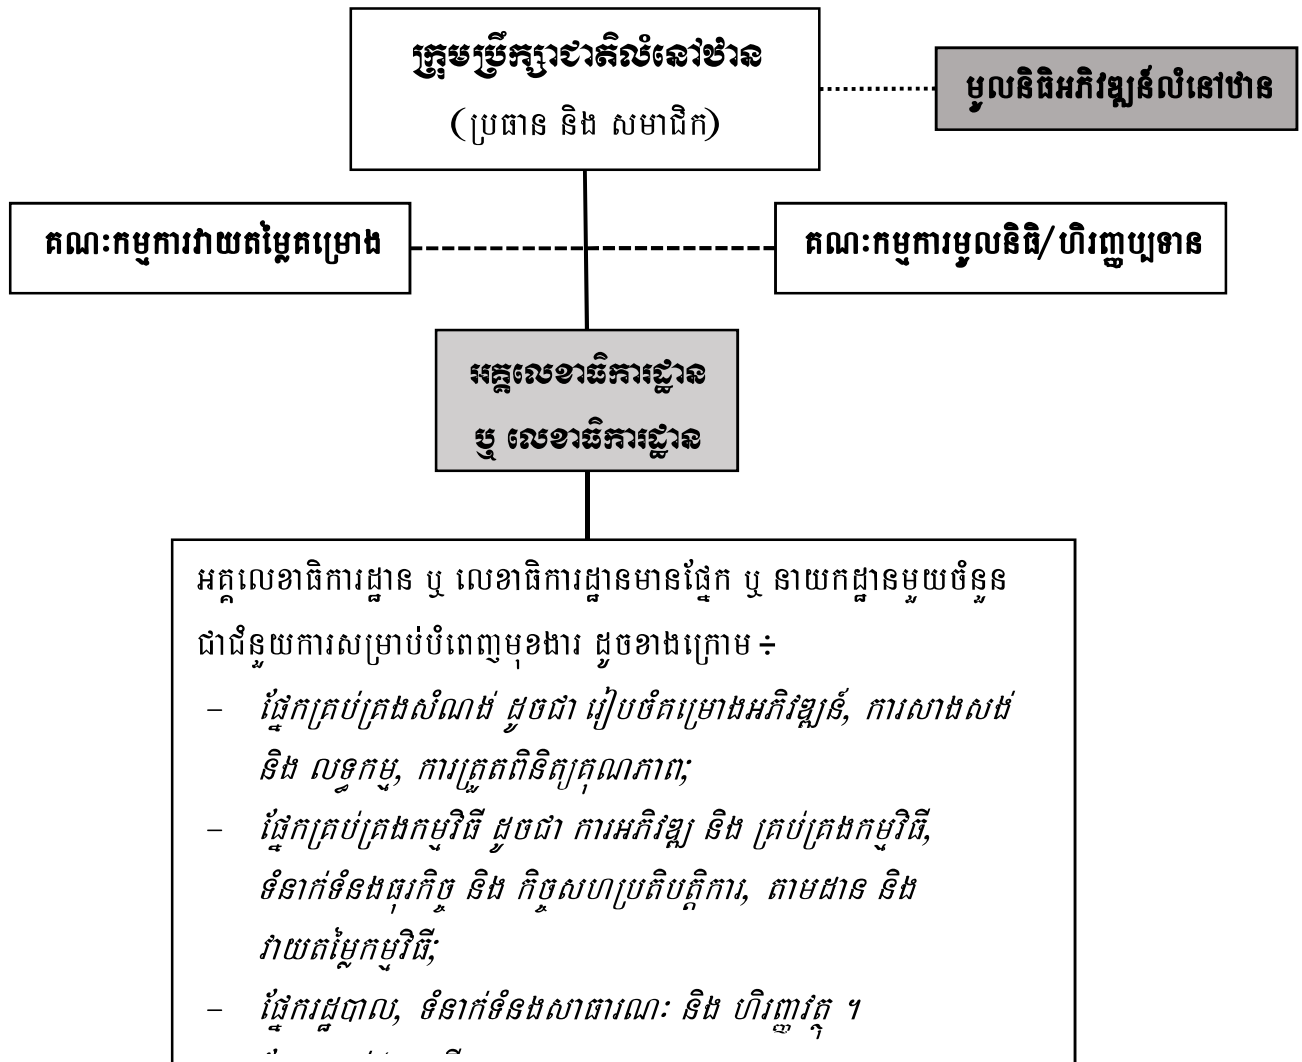 ក្រុមប្រឹក្សាជាតិលំនៅឋាន
(ប្រធាន និង សមាជិក)
មូលនិធិអភិវឌ្ឍន៍លំនៅឋាន
គណៈកម្មការវាយតម្លៃគម្រោង
គណៈកម្មការមូលនិធិ/ហិរញ្ញប្បទាន
អគ្គលេខាធិការដ្ឋាន
ឬ លេខាធិការដ្ឋាន
អគ្គលេខាធិការដ្ឋាន ឬ លេខាធិការដ្ឋានមានផ្នែក ឬ នាយកដ្ឋានមួយចំនួន
ជាជំនួយការសម្រាប់បំពេញមុខងារ ដូចខាងក្រោម ÷
– ផ្នែកគ្រប់គ្រងសំណង់ ដូចជា រៀបចំគម្រោងអភិវឌ្ឍន៍, ការសាងសង់
និង លទ្ធកម្ម, ការត្រួតពិនិត្យគុណភាព;
– ផ្នែកគ្រប់គ្រងកម្មវិធី ដូចជា ការអភិវឌ្ឍ និង គ្រប់គ្រងកម្មវិធី,
ទំនាក់ទំនងធុរកិច្ច និង កិច្ចសហប្រតិបត្តិការ, តាមដាន និង
វាយតម្លៃកម្មវិធី;
– ផ្នែករដ្ឋបាល, ទំនាក់ទំនងសាធារណៈ និង ហិរញ្ញវត្ថុ ។